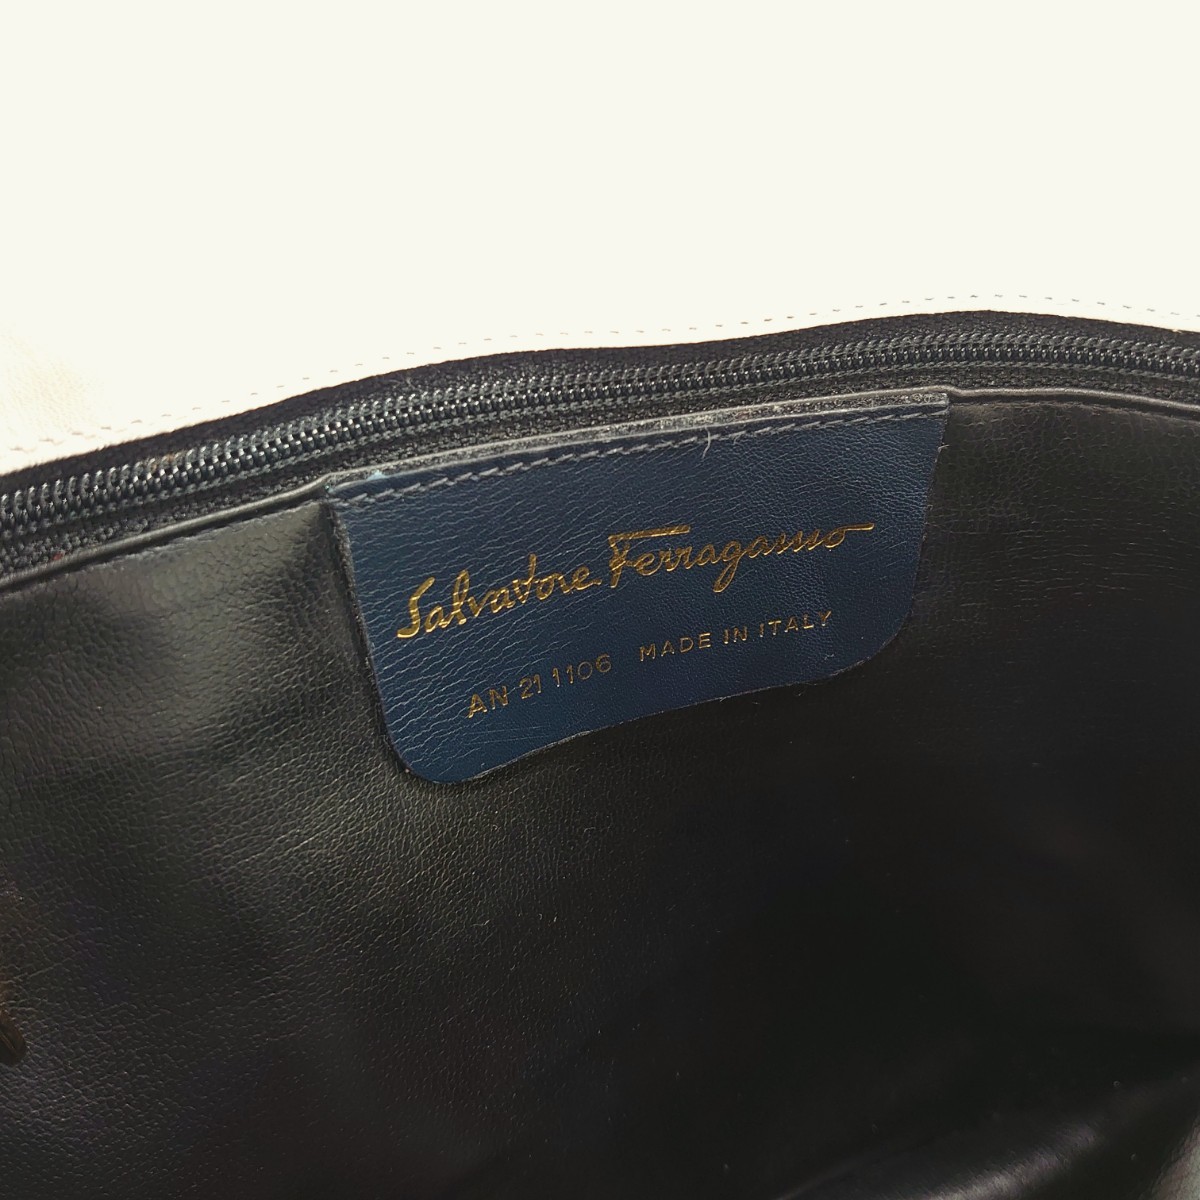 Salvatore Ferragamo
AN 21 1106 MADE IN ITALY